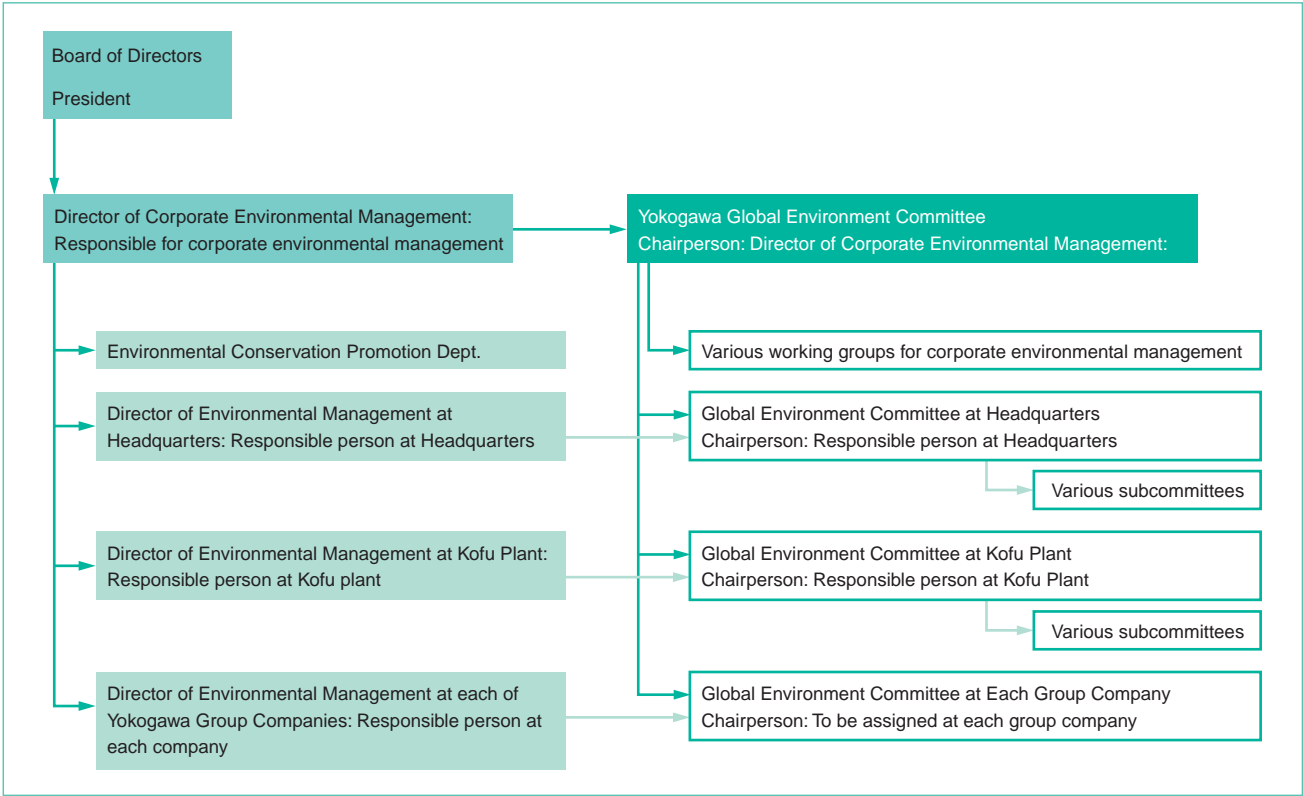 Board of Directors
President
Director of Corporate Environmental Management:
Responsible for corporate environmental management
Yokogawa Global Environment Committee
Chairperson: Director of Corporate Environmental Management:
Environmental Conservation Promotion Dept.
Various working groups for corporate environmental management
Director of Environmental Management at
Headquarters: Responsible person at Headquarters
Global Environment Committee at Headquarters
Chairperson: Responsible person at Headquarters
Various subcommittees
Director of Environmental Management at Kofu Plant:
Responsible person at Kofu plant
Global Environment Committee at Kofu Plant
Chairperson: Responsible person at Kofu Plant
Various subcommittees
Director of Environmental Management at each of
Yokogawa Group Companies: Responsible person at
each company
Global Environment Committee at Each Group Company
Chairperson: To be assigned at each group company